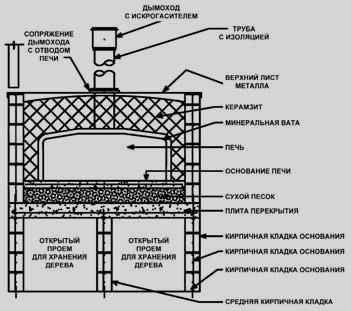 ДЫМОХОД
С ИСКРОГАСИТЕЛЕМ
СОПРЯЖЕНИЕ
ДЫМОХОДА
С ОТВОДОМ
ПЕЧИ
ТРУБА
С ИЗОЛЯЦИЕЙ
ВЕРХНИЙ ЛИСТ
МЕТАЛЛА
КЕРАМЗИТ
МИНЕРАЛЬНАЯ ВАТА
ПЕЧЬ
ОСНОВАНИЕ ПЕЧИ
СУХОЙ ПЕСОК
ПЛИТА ПЕРЕКРЫТИЯ
ОТКРЫТЫЙ
ПРОЕМ
ДЛЯ ХРАНЕНИЯ
ДЕРЕВА
ОТКРЫТЫЙ
ПРОЕМ
ДЛЯ ХРАНЕНИЯ
ДЕРЕВА
КИРПИЧНАЯ КЛАДКА ОСНОВАНИЯ
КИРПИЧНАЯ КЛАДКА ОСНОВАНИЯ
КИРПИЧНАЯ КЛАДКА ОСНОВАНИЯ
СРЕДНЯЯ КИРПИЧНАЯ КЛАДКА